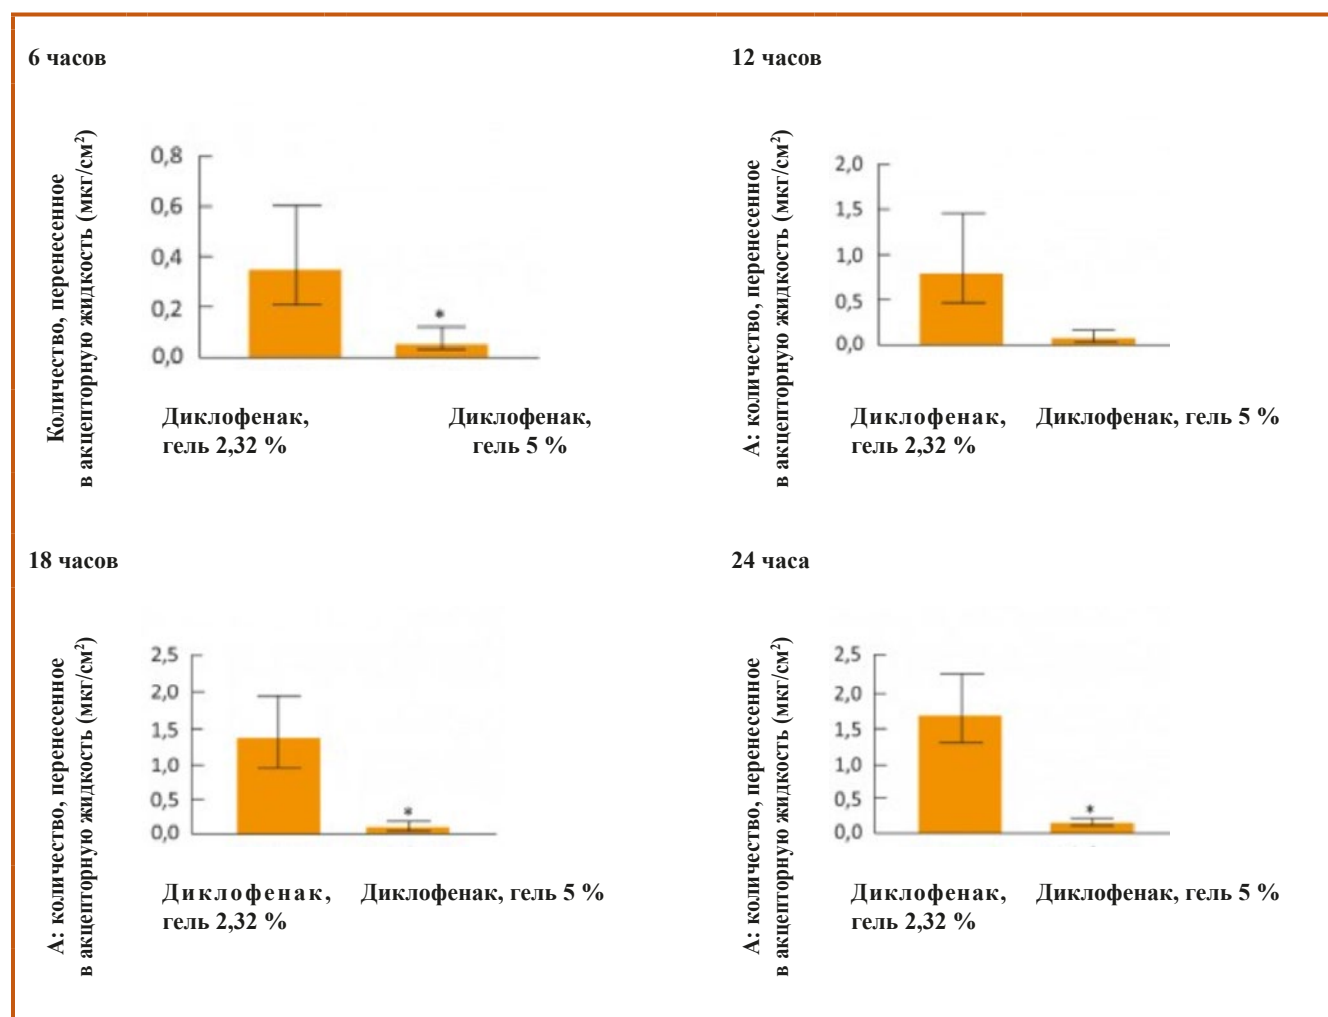 6 часов
Количество, перенесенное
в акцепторную жидкость (мкг/см²)
0,8
0,6
0,4
0,2
0,0
*
Диклофенак,
гель 2,32 %
Диклофенак,
гель 5 %
12 часов
А: количество, перенесенное
в акцепторную жидкость (мкг/см²)
2,0
1,5
1,0
0,5
0,0
Диклофенак,
гель 2,32 %
Диклофенак, гель 5 %
18 часов
А: количество, перенесенное
в акцепторную жидкость (мкг/см²)
2,5
2,0
1,5
1,0
0,5
0,0
*
Диклофенак,
гель 2,32 %
Диклофенак, гель 5 %
24 часа
А: количество, перенесенное
в акцепторную жидкость (мкг/см²)
2,5
2,0
1,5
1,0
0,5
0,0
*
Диклофенак,
гель 2,32 %
Диклофенак, гель 5 %